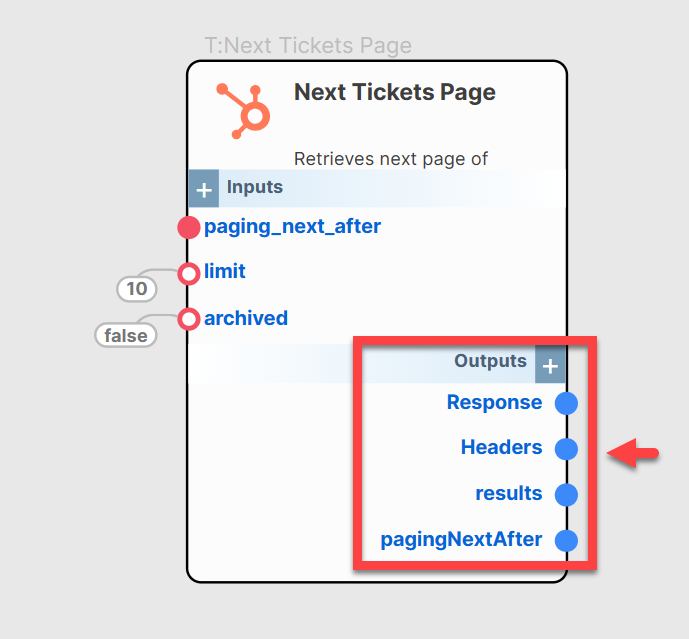 T:Next Tickets Page
Next Tickets Page
Retrieves next page of
+ Inputs
paging_next_after
limit
10
archived
false
Outputs +
Response
Headers
results
pagingNextAfter